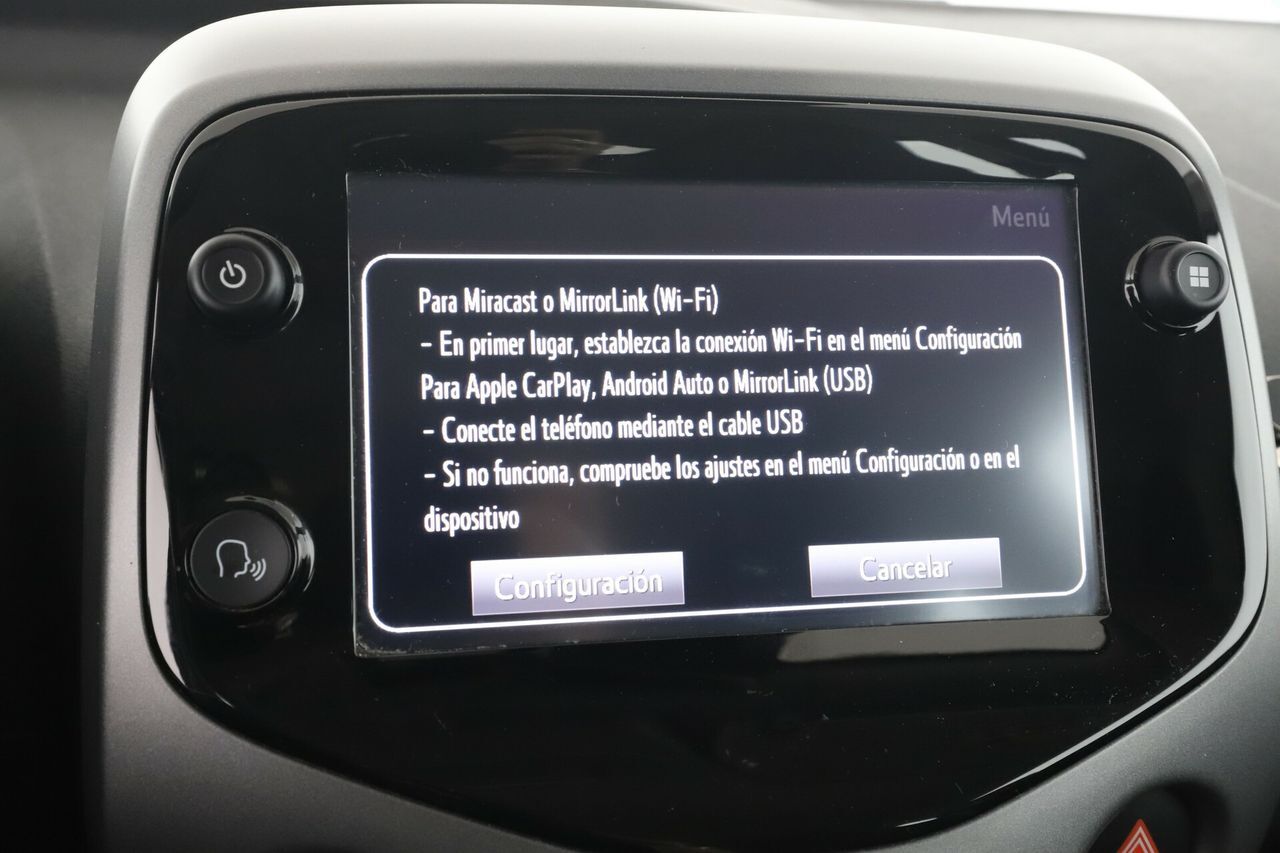 Menú
Para Miracast o MirrorLink (Wi-Fi)
- En primer lugar, establezca la conexión Wi-Fi en el menú Configuración
Para Apple CarPlay, Android Auto o MirrorLink (USB)
- Conecte el teléfono mediante el cable USB
- Si no funciona, compruebe los ajustes en el menú Configuración o en el
dispositivo
Configuración
Cancelar